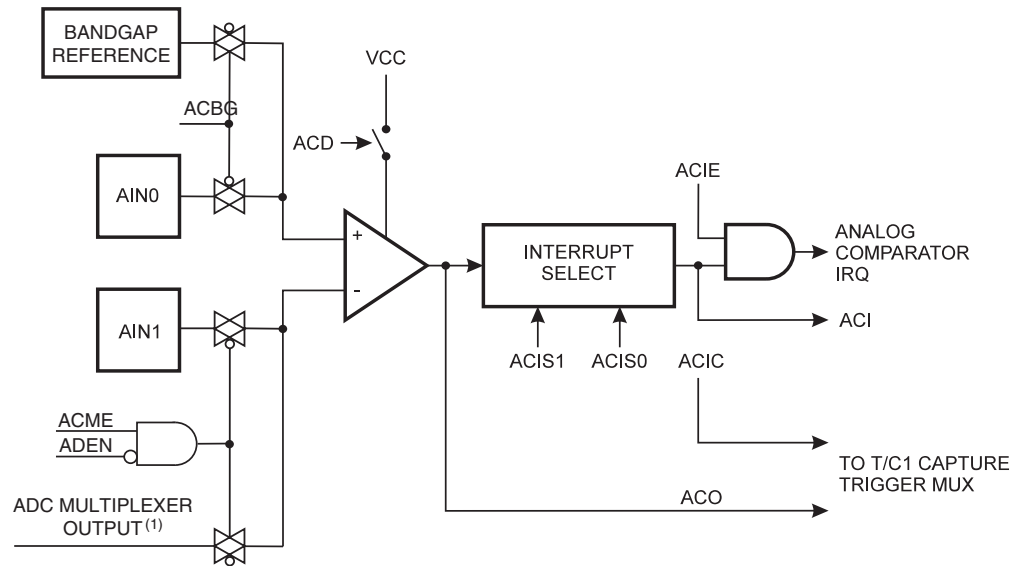 BANDGAP
REFERENCE
ACBG
VCC
ACD
AIN0
ACIE
+
-
INTERRUPT
SELECT
ANALOG
COMPARATOR
IRQ
AIN1
ACI
ACIS1
ACIS0
ACIC
ACME
ADEN
TO T/C1 CAPTURE
TRIGGER MUX
ACO
ADC MULTIPLEXER
OUTPUT (1)